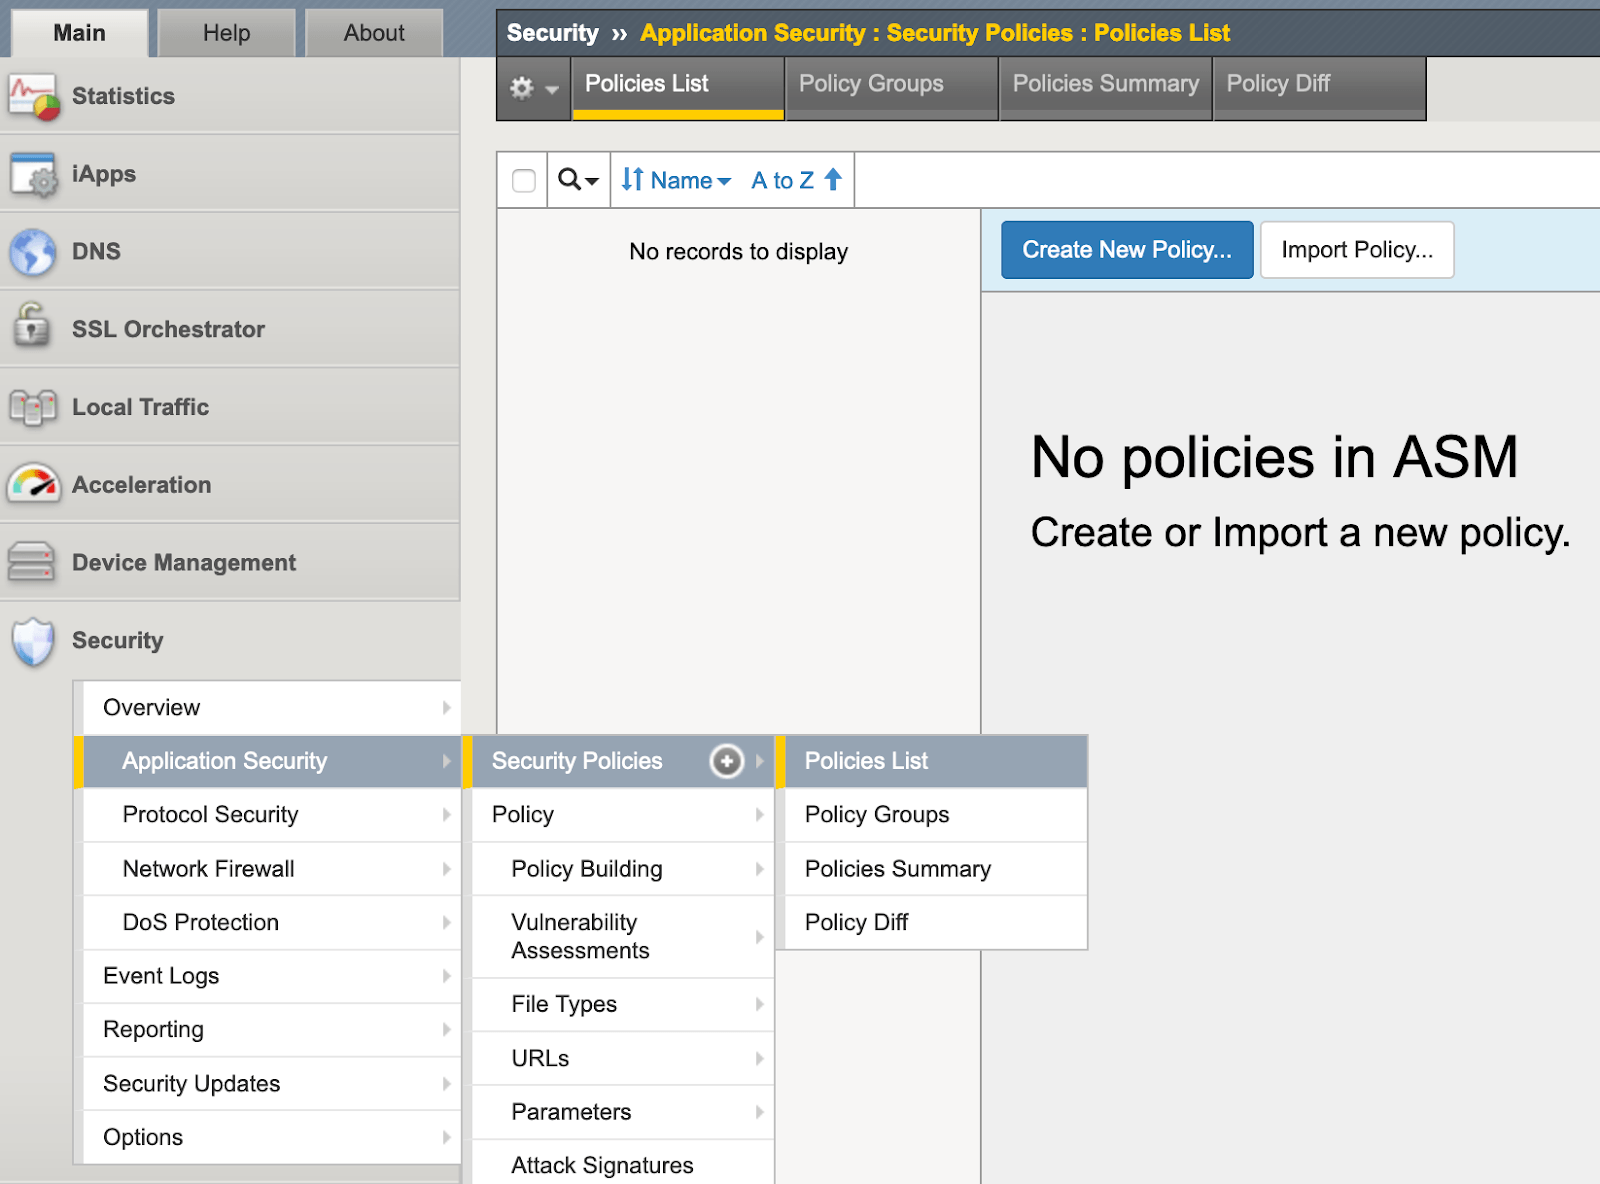 Main
Help
About
Security ›› Application Security : Security Policies : Policies List
Policies List
Policy Groups
Policies Summary
Policy Diff
Statistics
iApps
DNS
SSL Orchestrator
Local Traffic
Acceleration
Device Management
Security
Name
A to Z
No records to display
Create New Policy...
Import Policy...
No policies in ASM
Create or Import a new policy.
Overview
Application Security
Protocol Security
Network Firewall
DoS Protection
Event Logs
Reporting
Security Updates
Options
Security Policies
Policy
Policy Building
Vulnerability
Assessments
File Types
URLs
Parameters
Attack Signatures
Policies List
Policy Groups
Policies Summary
Policy Diff